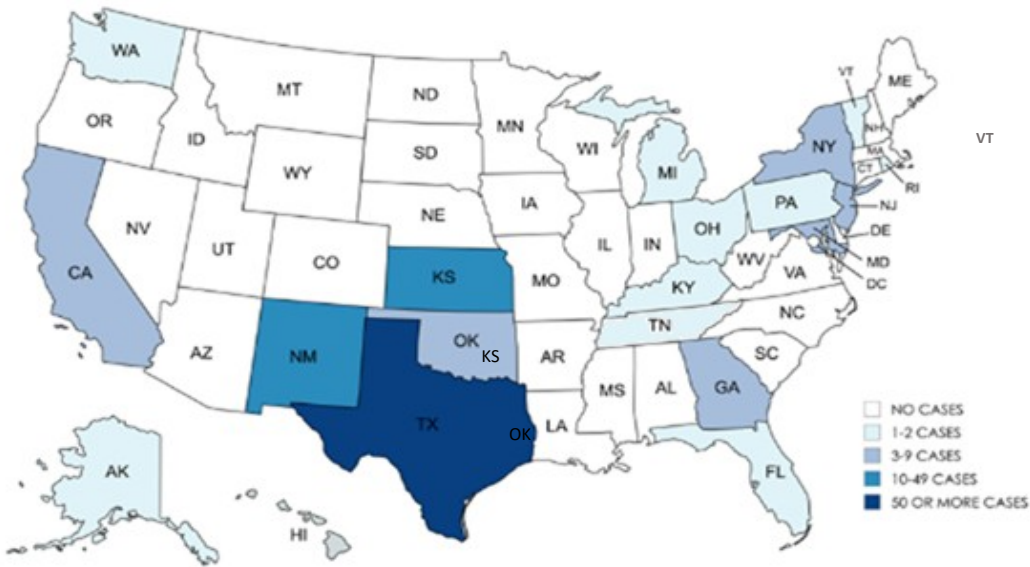 WA
MT
ND
MN
VT
ME
OR
ID
SD
WI
NH
NY
VT
MA
WY
MI
CT
RI
IA
PA
NE
NJ
NV
OH
DE
UT
IL
IN
CO
WV
MD
CA
KS
MO
VA
DC
KY
NC
TN
AZ
OK
KS
NM
AR
SC
MS
AL
GA
TX
OK
LA
NO CASES
1-2 CASES
3-9 CASES
10-49 CASES
50 OR MORE CASES
AK
FL
HI